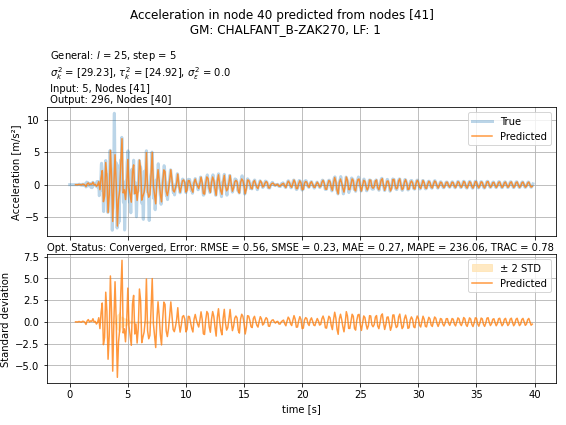 Acceleration in node 40 predicted from nodes [41]
GM: CHALFANT_B-ZAK270, LF: 1
General: l = 25, step = 5
σ²ₖ = [29.23], τ²ₖ = [24.92], σ²ε = 0.0
Input: 5, Nodes [41]
Output: 296, Nodes [40]
Acceleration [m/s²]
10
5
0
−5
True
Predicted
Opt. Status: Converged, Error: RMSE = 0.56, SMSE = 0.23, MAE = 0.27, MAPE = 236.06, TRAC = 0.78
Standard deviation
7.5
5.0
2.5
0.0
−2.5
−5.0
± 2 STD
Predicted
0 5 10 15 20 25 30 35 40
time [s]